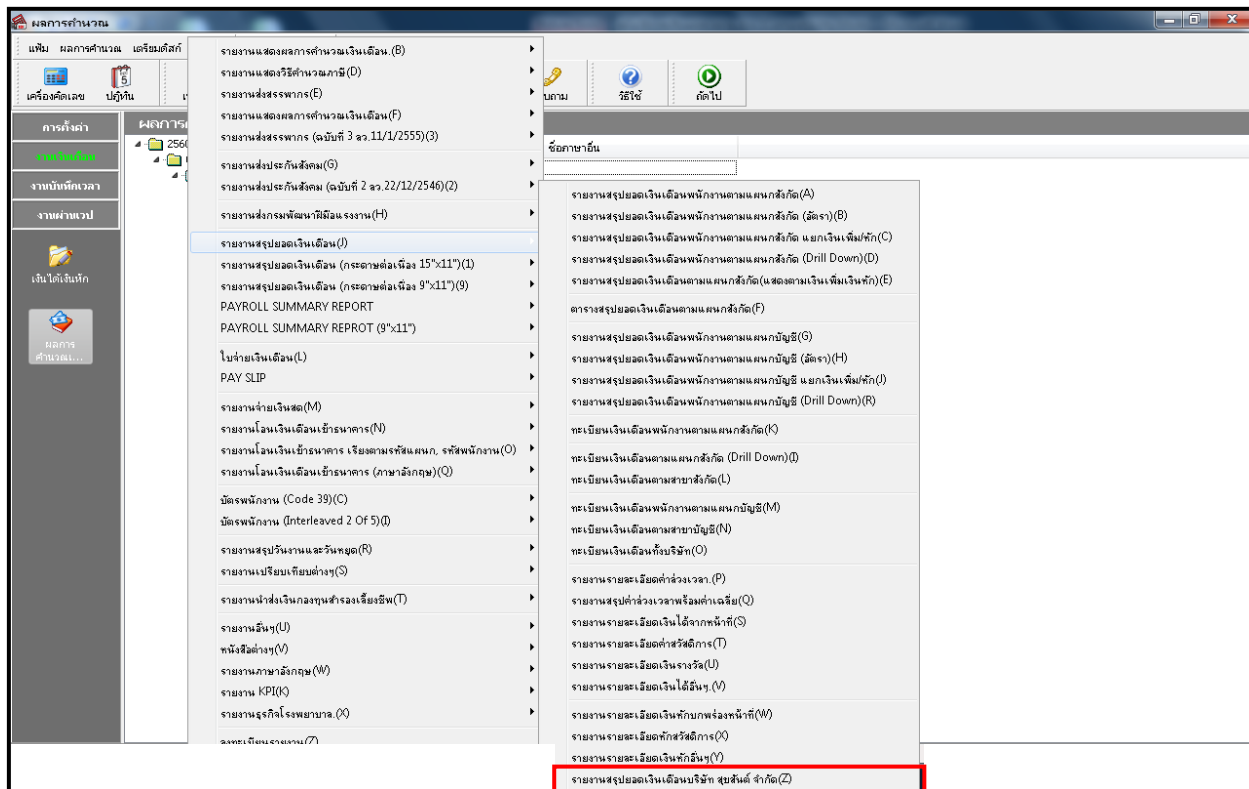 ผลการคำนวณ
แฟ้ม ผลการคำนวณ เตรียมดิสก์
เครื่องคิดเลข ปฏิทิน วิธีใช้ ถัดไป
การตั้งค่า
งานเงินเดือน
งานบันทึกเวลา
งานผ่านเวป
เงินได้เงินหัก
ผลการ
คำนวณเ...
2560
ชื่อภาษาอื่น
รายงานแสดงผลการคำนวณเงินเดือน.(B)
รายงานแสดงวิธีคำนวณภาษี(D)
รายงานส่งสรรพากร(E)
รายงานแสดงผลการคำนวณเงินเดือน(F)
รายงานส่งสรรพากร (ฉบับที่ 3 ลว.11/1/2555)(3)
รายงานส่งประกันสังคม(G)
รายงานส่งประกันสังคม (ฉบับที่ 2 ลว.22/12/2546)(2)
รายงานส่งกรมพัฒนาฝีมือแรงงาน(H)
รายงานสรุปยอดเงินเดือน(J)
รายงานสรุปยอดเงินเดือน (กระดาษต่อเนื่อง 15"x11")(1)
รายงานสรุปยอดเงินเดือน (กระดาษต่อเนื่อง 9"x11")(9)
PAYROLL SUMMARY REPORT
PAYROLL SUMMARY REPROT (9"x11")
ใบจ่ายเงินเดือน(L)
PAY SLIP
รายงานจ่ายเงินสด(M)
รายงานโอนเงินเดือนเข้าธนาคาร(N)
รายงานโอนเงินเข้าธนาคาร เรียงตามรหัสแผนก, รหัสพนักงาน(O)
รายงานโอนเงินเดือนเข้าธนาคาร (ภาษาอังกฤษ)(Q)
บัตรพนักงาน (Code 39)(C)
บัตรพนักงาน (Interleaved 2 Of 5)(I)
รายงานสรุปวันงานและวันหยุด(R)
รายงานเปรียบเทียบต่างๆ(S)
รายงานนำส่งเงินกองทุนสำรองเลี้ยงชีพ(T)
รายงานอื่นๆ(U)
หนังสือต่างๆ(V)
รายงานภาษาอังกฤษ(W)
รายงาน KPI(K)
รายงานธุรกิจโรงพยาบาล.(X)
ลงทะเบียนรายงาน(Z)
รายงานสรุปยอดเงินเดือนพนักงานตามแผนกสังกัด(A)
รายงานสรุปยอดเงินเดือนพนักงานตามแผนกสังกัด (อัตรา)(B)
รายงานสรุปยอดเงินเดือนพนักงานตามแผนกสังกัด แยกเงินเพิ่ม/หัก(C)
รายงานสรุปยอดเงินเดือนพนักงานตามแผนกสังกัด (Drill Down)(D)
รายงานสรุปยอดเงินเดือนตามแผนกสังกัด(แสดงตามเงินเพิ่มเงินหัก)(E)
ตารางสรุปยอดเงินเดือนตามแผนกสังกัด(F)
รายงานสรุปยอดเงินเดือนพนักงานตามแผนกบัญชี(G)
รายงานสรุปยอดเงินเดือนพนักงานตามแผนกบัญชี (อัตรา)(H)
รายงานสรุปยอดเงินเดือนพนักงานตามแผนกบัญชี แยกเงินเพิ่ม/หัก(J)
รายงานสรุปยอดเงินเดือนพนักงานตามแผนกบัญชี (Drill Down)(R)
ทะเบียนเงินเดือนพนักงานตามแผนกสังกัด(K)
ทะเบียนเงินเดือนตามแผนกสังกัด (Drill Down)(I)
ทะเบียนเงินเดือนตามสาขาสังกัด(L)
ทะเบียนเงินเดือนพนักงานตามแผนกบัญชี(M)
ทะเบียนเงินเดือนตามสาขาบัญชี(N)
ทะเบียนเงินเดือนทั้งบริษัท(O)
รายงานรายละเอียดค่าล่วงเวลา.(P)
รายงานสรุปค่าล่วงเวลาพร้อมค่าเฉลี่ย(Q)
รายงานรายละเอียดเงินได้จากหน้าที่(S)
รายงานรายละเอียดค่าสวัสดิการ(T)
รายงานรายละเอียดเงินรางวัล(U)
รายงานรายละเอียดเงินได้อื่นๆ.(V)
รายงานรายละเอียดเงินหักบกพร่องหน้าที่(W)
รายงานรายละเอียดหักสวัสดิการ(X)
รายงานรายละเอียดเงินหักอื่นๆ(Y)
รายงานสรุปยอดเงินเดือนบริษัท สุขสันต์ จำกัด(Z)